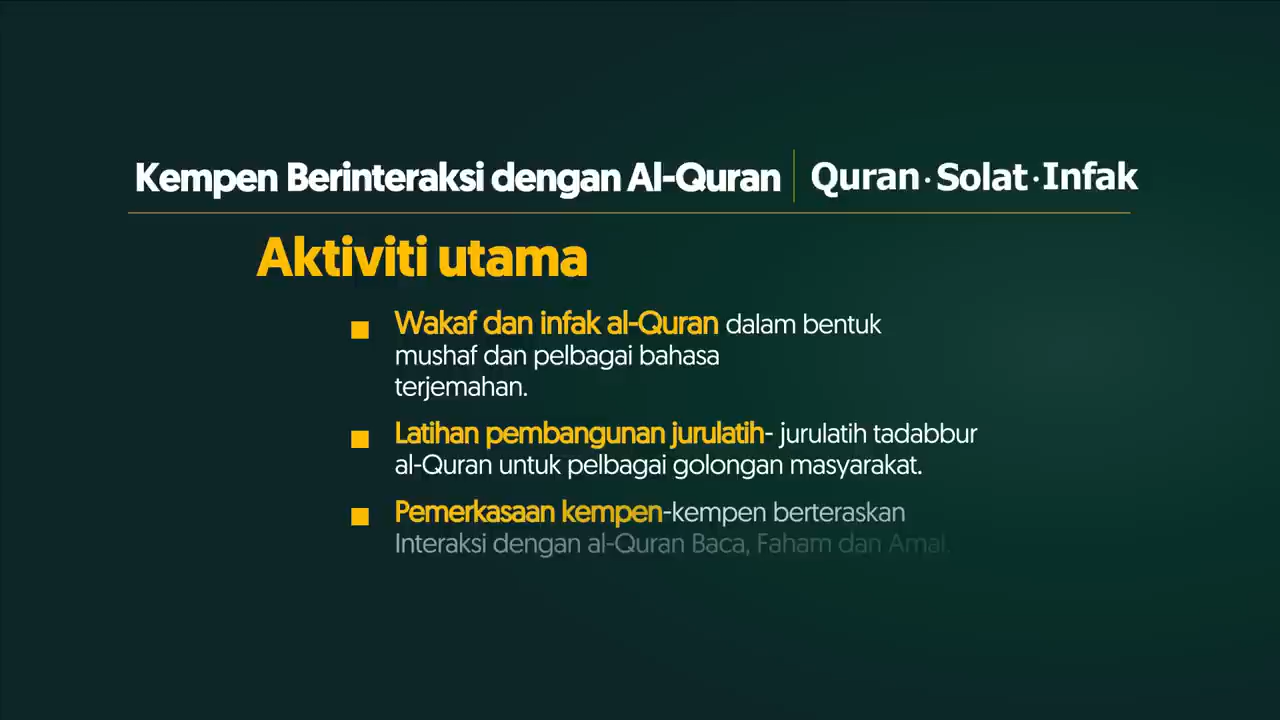 Kempen Berinteraksi dengan Al-Quran | Quran · Solat · Infak
Aktiviti utama
Wakaf dan infak al-Quran dalam bentuk
mushaf dan pelbagai bahasa
terjemahan.
Latihan pembangunan jurulatih- jurulatih tadabbur
al-Quran untuk pelbagai golongan masyarakat.
Pemerkasaan kempen-kempen berteraskan
Interaksi dengan al-Quran Baca, Faham dan Amal.